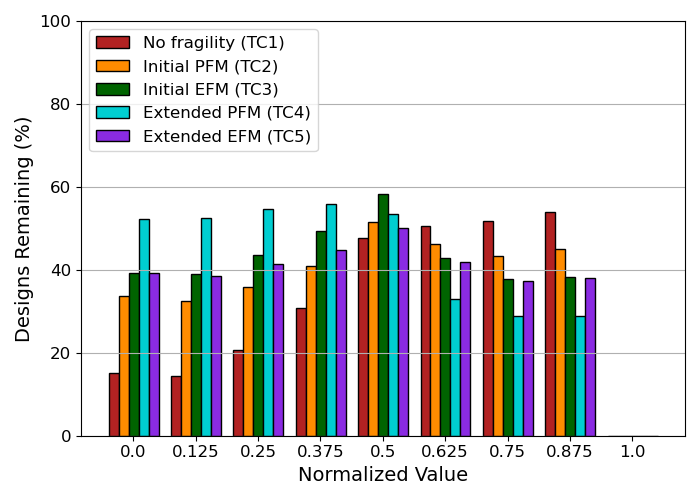 100
80
60
40
20
0
Designs Remaining (%)
No fragility (TC1)
Initial PFM (TC2)
Initial EFM (TC3)
Extended PFM (TC4)
Extended EFM (TC5)
0.0 0.125 0.25 0.375 0.5 0.625 0.75 0.875 1.0
Normalized Value